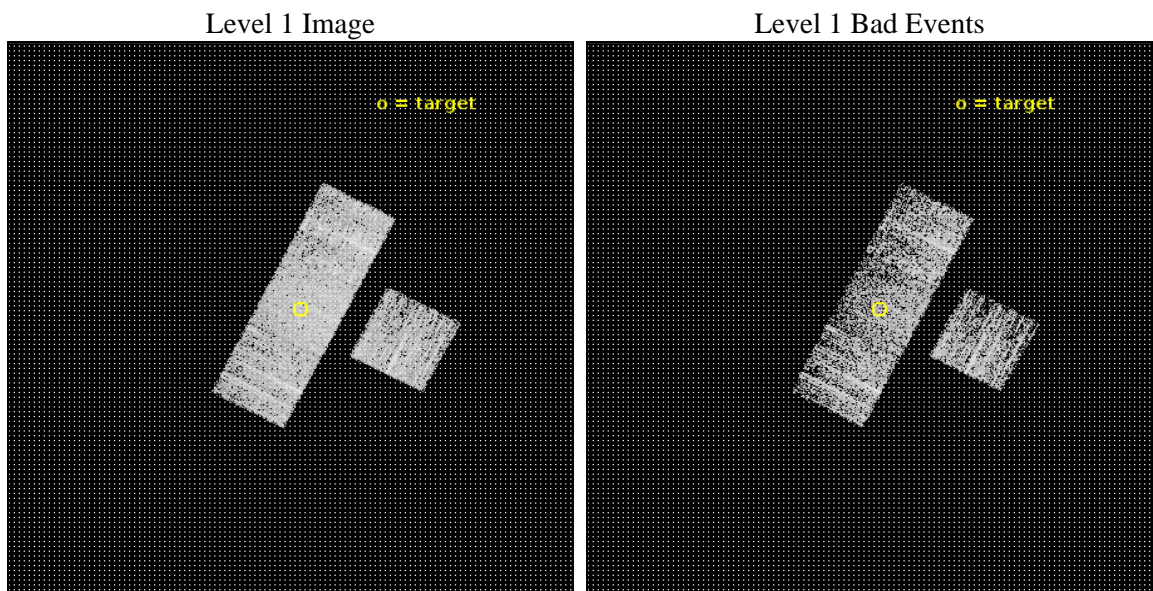 Level 1 Image
Level 1 Bad Events
o = target
o = target